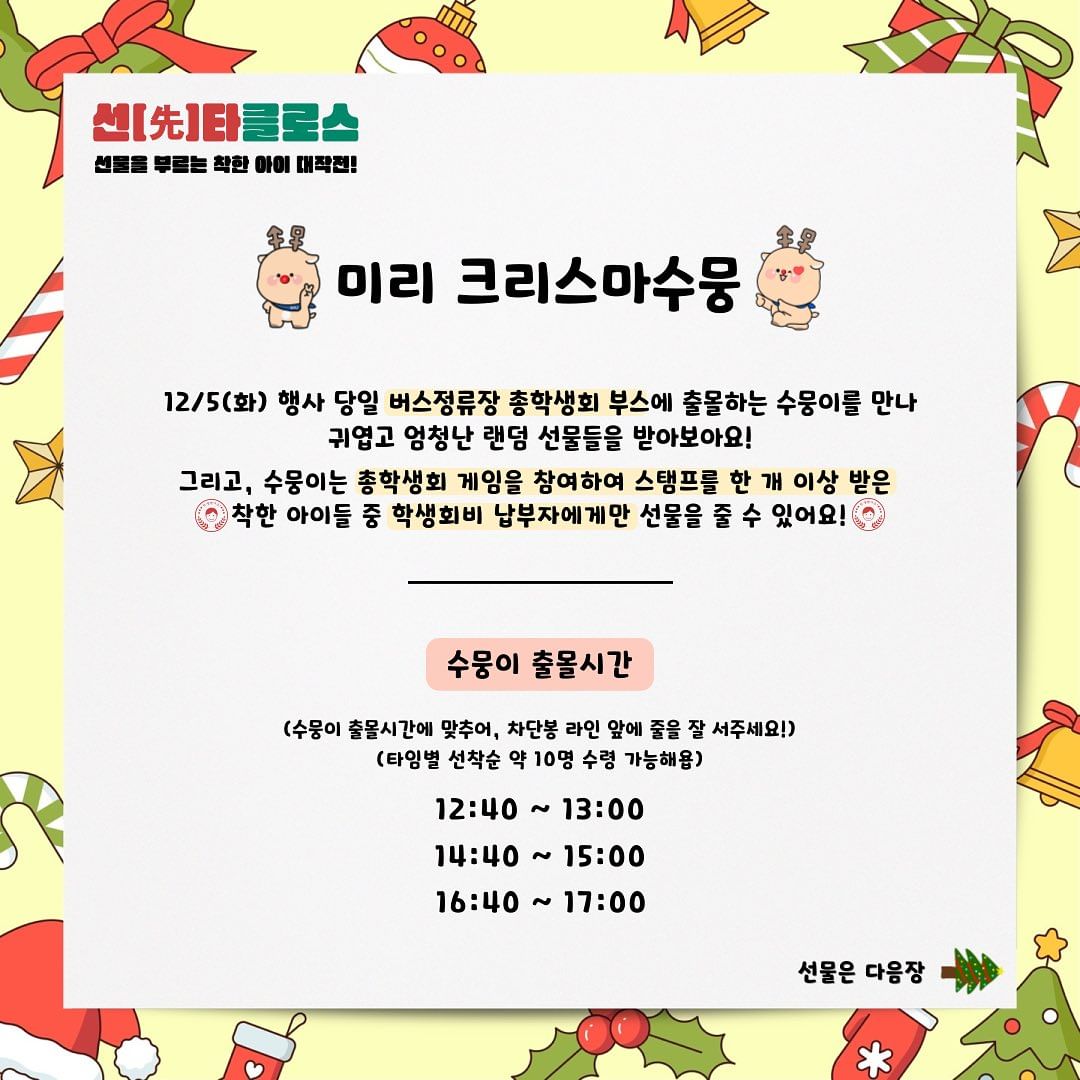 선[先]타클로스
선물을 부르는 착한 아이 대작전!
미리 크리스마수뭉
12/5(화) 행사 당일 버스정류장 총학생회 부스에 출몰하는 수뭉이를 만나
귀엽고 엄청난 랜덤 선물들을 받아보아요!
그리고, 수뭉이는 총학생회 게임을 참여하여 스탬프를 한 개 이상 받은
착한 아이들 중 학생회비 납부자에게만 선물을 줄 수 있어요!
수뭉이 출몰시간
(수뭉이 출몰시간에 맞추어, 차단봉 라인 앞에 줄을 잘 서주세요!)
(타임별 선착순 약 10명 수령 가능해욥)
12:40 ~ 13:00
14:40 ~ 15:00
16:40 ~ 17:00
선물은 다음장